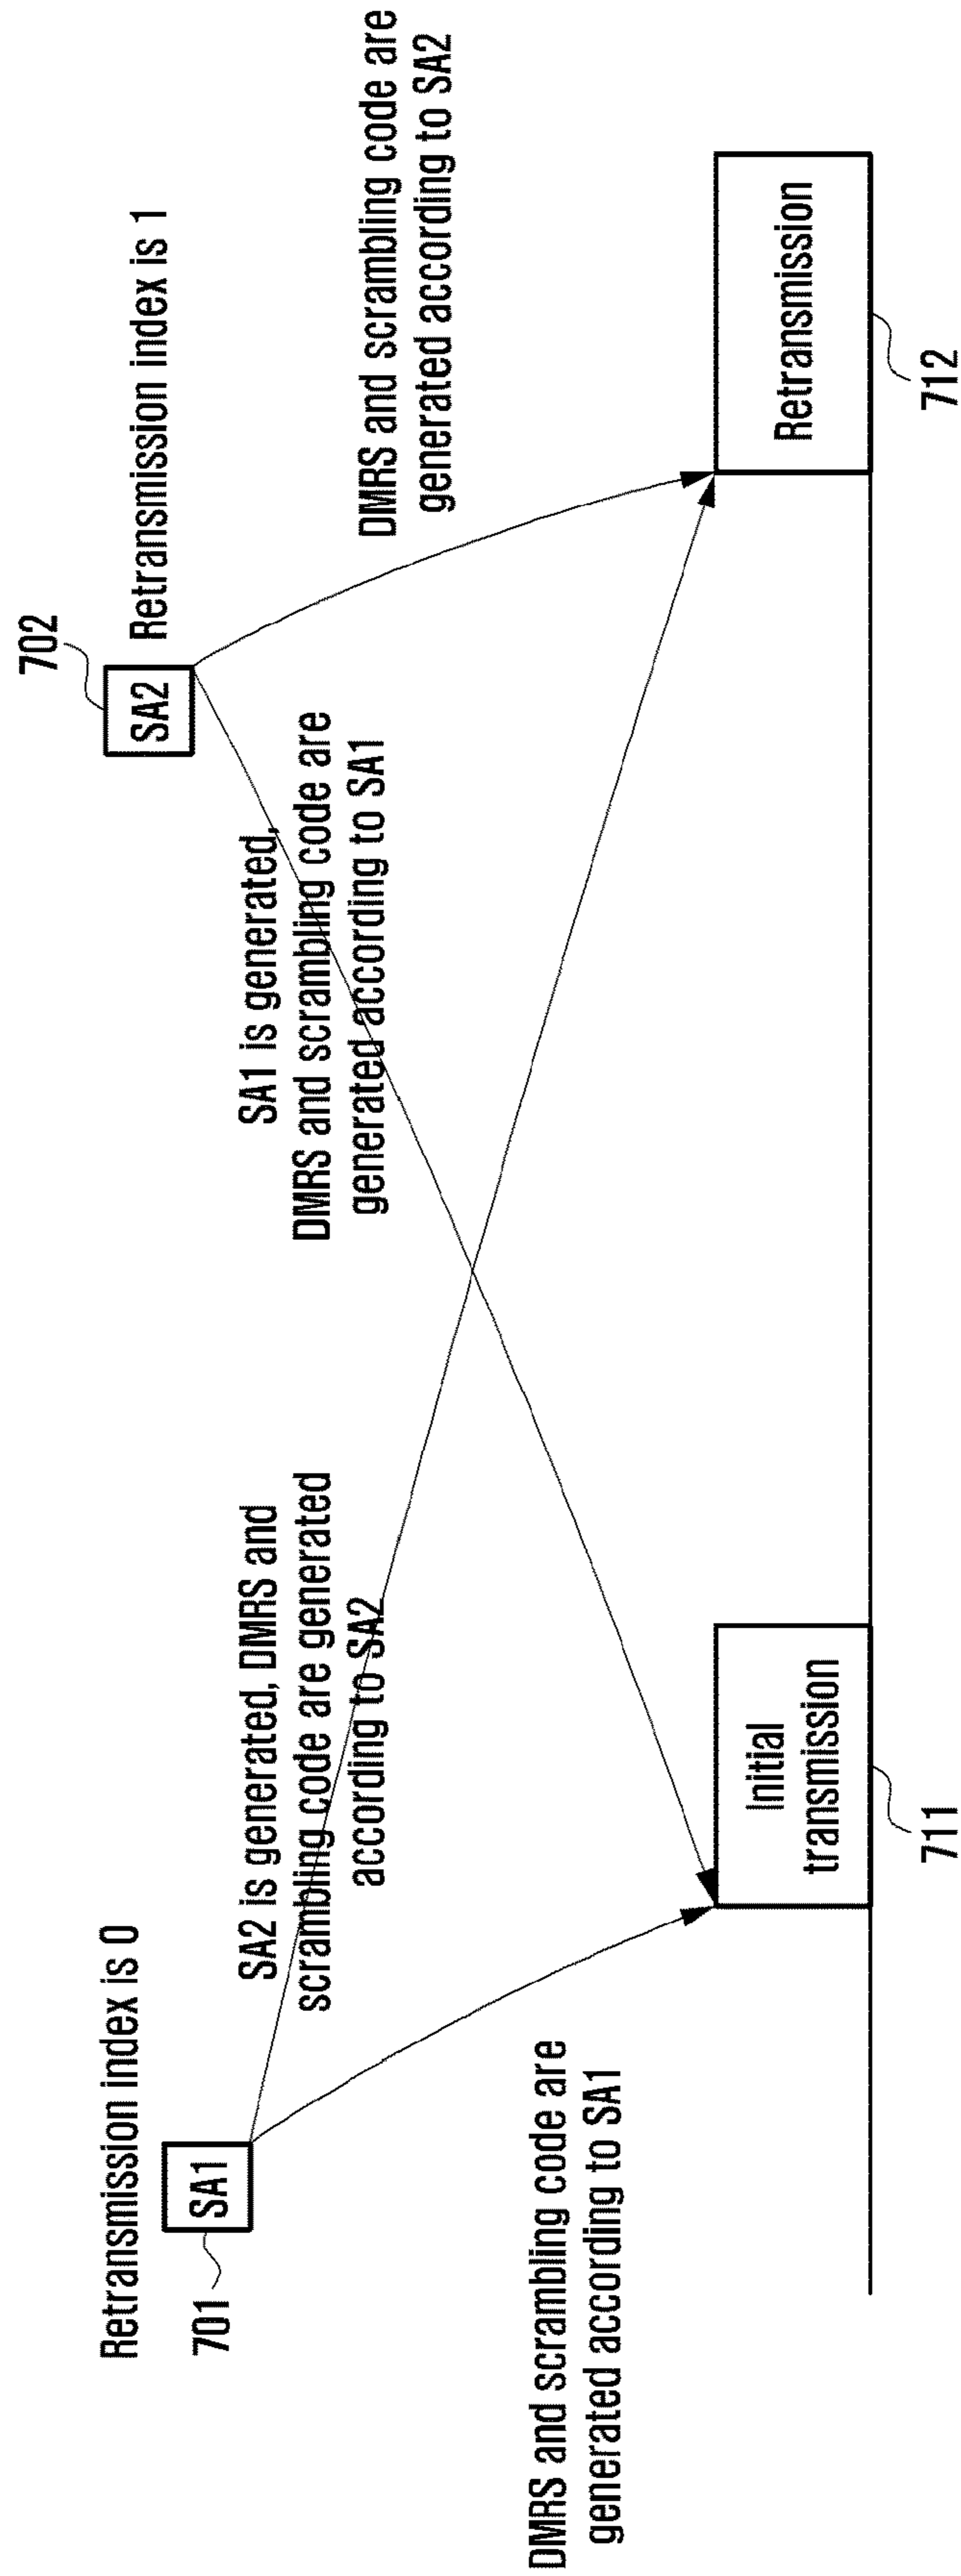 Retransmission index is 0
701
SA1
702
SA2
Retransmission index is 1
SA2 is generated, DMRS and
scrambling code are generated
according to SA2
SA1 is generated,
DMRS and scrambling code are
generated according to SA1
DMRS and scrambling code are
generated according to SA2
DMRS and scrambling code are
generated according to SA1
Initial
transmission
711
Retransmission
712